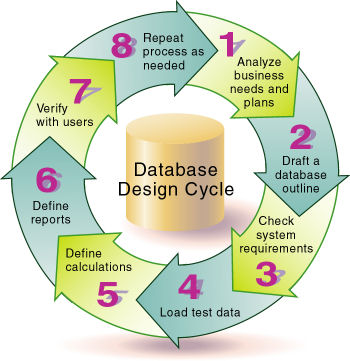 8
Repeat
process as
needed
1
Analyze
business
needs and
plans
2
Draft a
database
outline
Check
system
requirements
3
4
Load test data
Define
calculations
5
6
Define
reports
7
Verify
with users
Database
Design Cycle